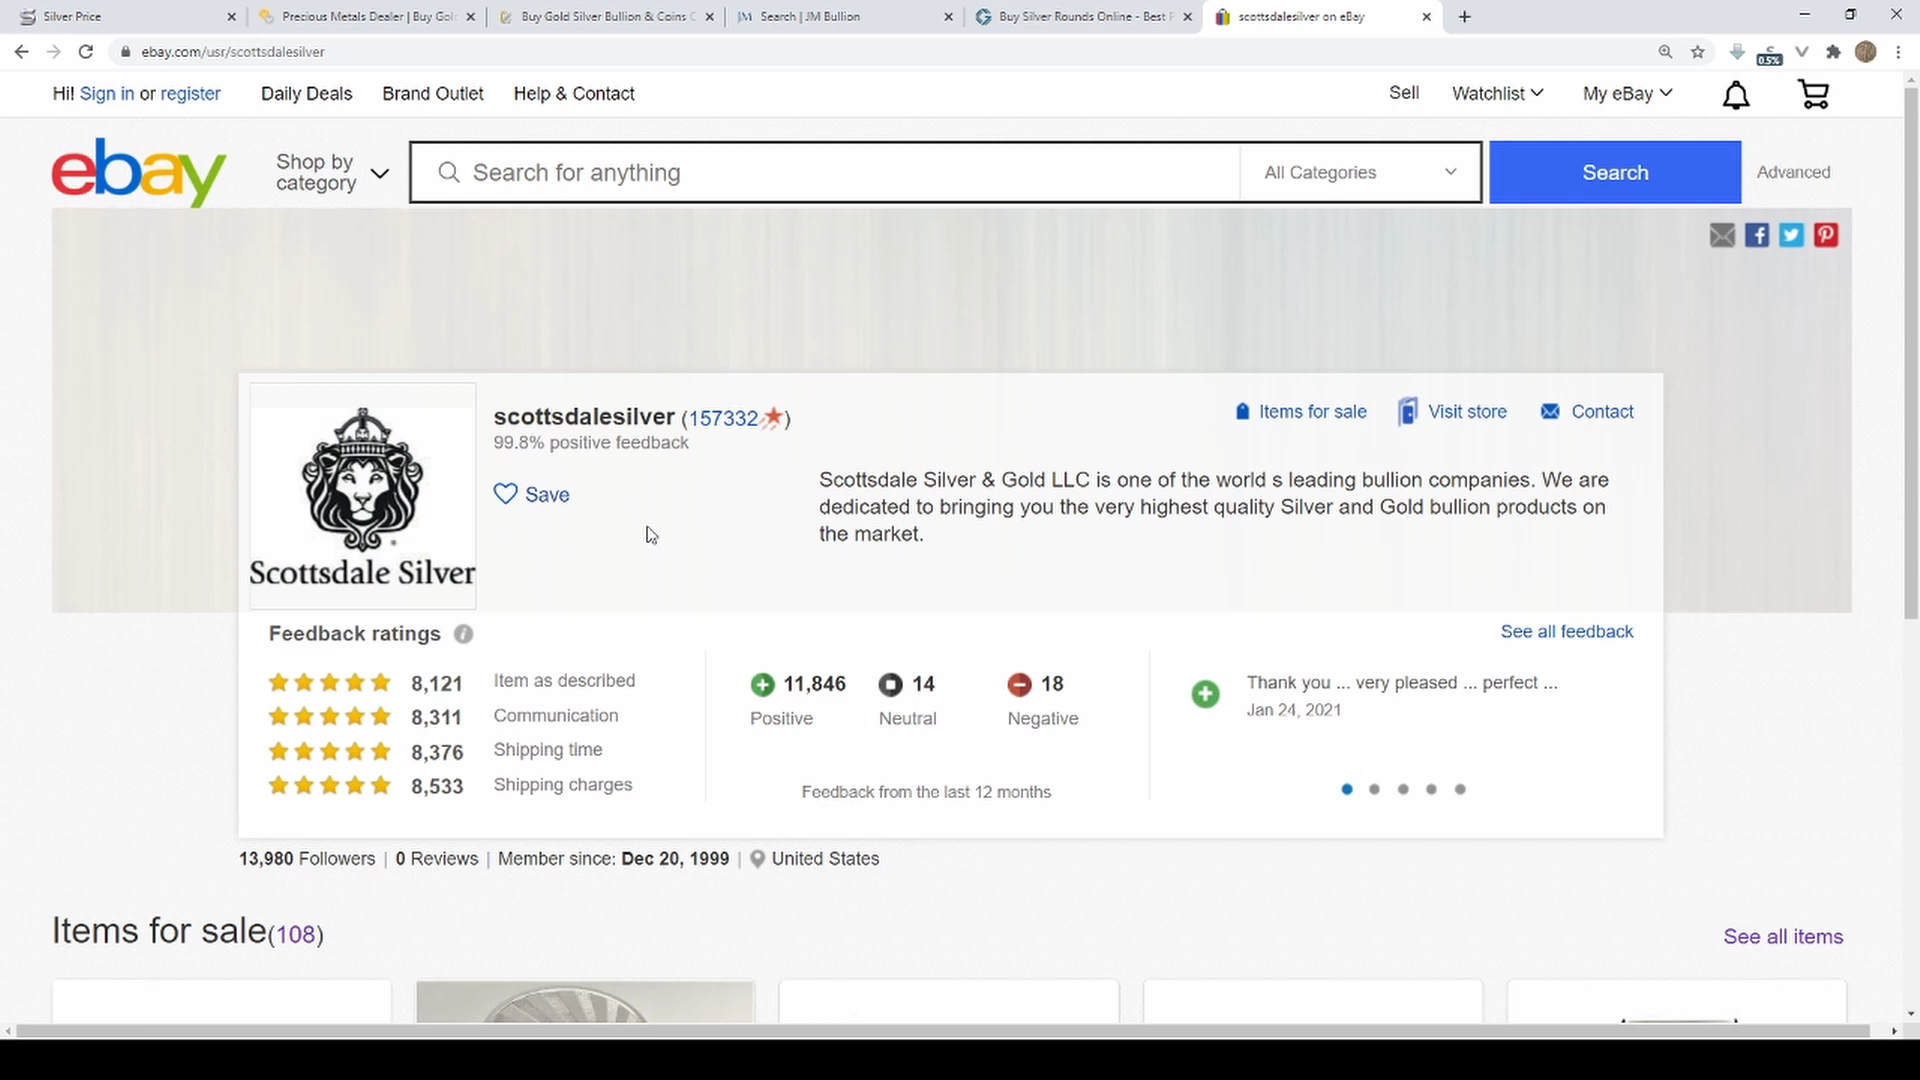 Silver Price
Precious Metals Dealer | Buy Gol
Buy Gold Silver Bullion & Coins
JM
Search | JM Bullion
Buy Silver Rounds Online - Best
scottsdalesilver on eBay
ebay.com/usr/scottsdalesilver
0.5%
Hi! Sign in or register
Daily Deals
Brand Outlet
Help & Contact
Sell
Watchlist
My eBay
ebay
Shop by
category
Search for anything
All Categories
Search
Advanced
scottsdalesilver (157332)
99.8% positive feedback
Save
Items for sale
Visit store
Contact
Scottsdale Silver & Gold LLC is one of the world s leading bullion companies. We are
dedicated to bringing you the very highest quality Silver and Gold bullion products on
the market.
Scottsdale Silver
Feedback ratings
See all feedback
8,121 Item as described
8,311 Communication
8,376 Shipping time
8,533 Shipping charges
11,846
Positive
14
Neutral
18
Negative
Feedback from the last 12 months
Thank you ... very pleased ... perfect ...
Jan 24, 2021
13,980 Followers | 0 Reviews | Member since: Dec 20, 1999 | United States
Items for sale(108)
See all items